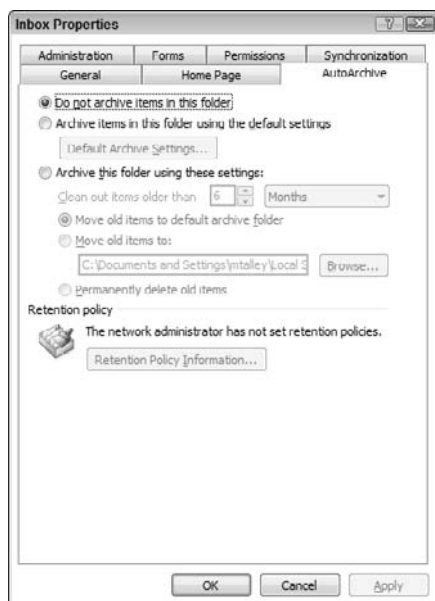 Inbox Properties
Administration Forms Permissions Synchronization
General Home Page AutoArchive
Do not archive items in this folder
Archive items in this folder using the default settings
Default Archive Settings...
Archive this folder using these settings:
Clean out items older than 6 Months
Move old items to default archive folder
Move old items to:
C:\Documents and Settings\mtalley\Local S Browse...
Permanently delete old items
Retention policy
The network administrator has not set retention policies.
Retention Policy Information...
OK Cancel Apply